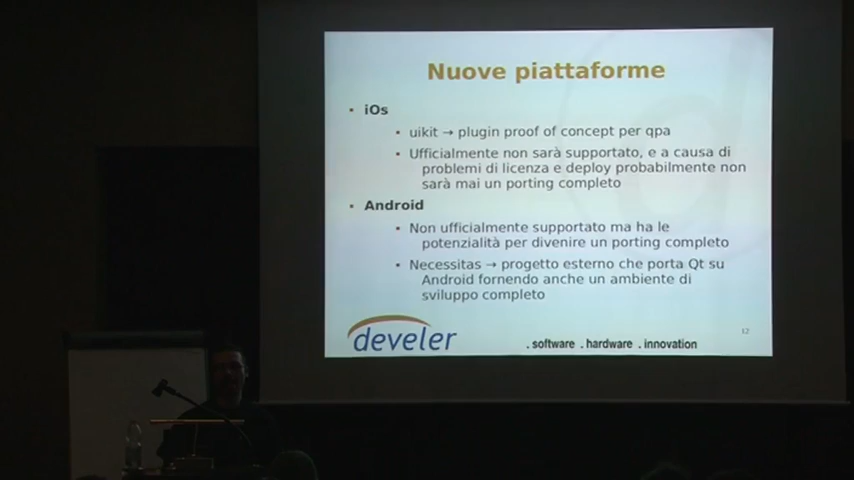 Nuove piattaforme
• iOs
• uikit → plugin proof of concept per qpa
• Ufficialmente non sarà supportato, e a causa di
problemi di licenza e deploy probabilmente non
sarà mai un porting completo
• Android
• Non ufficialmente supportato ma ha le
potenzialità per divenire un porting completo
• Necessitas → progetto esterno che porta Qt su
Android fornendo anche un ambiente di
sviluppo completo
12
develer
. software . hardware . innovation